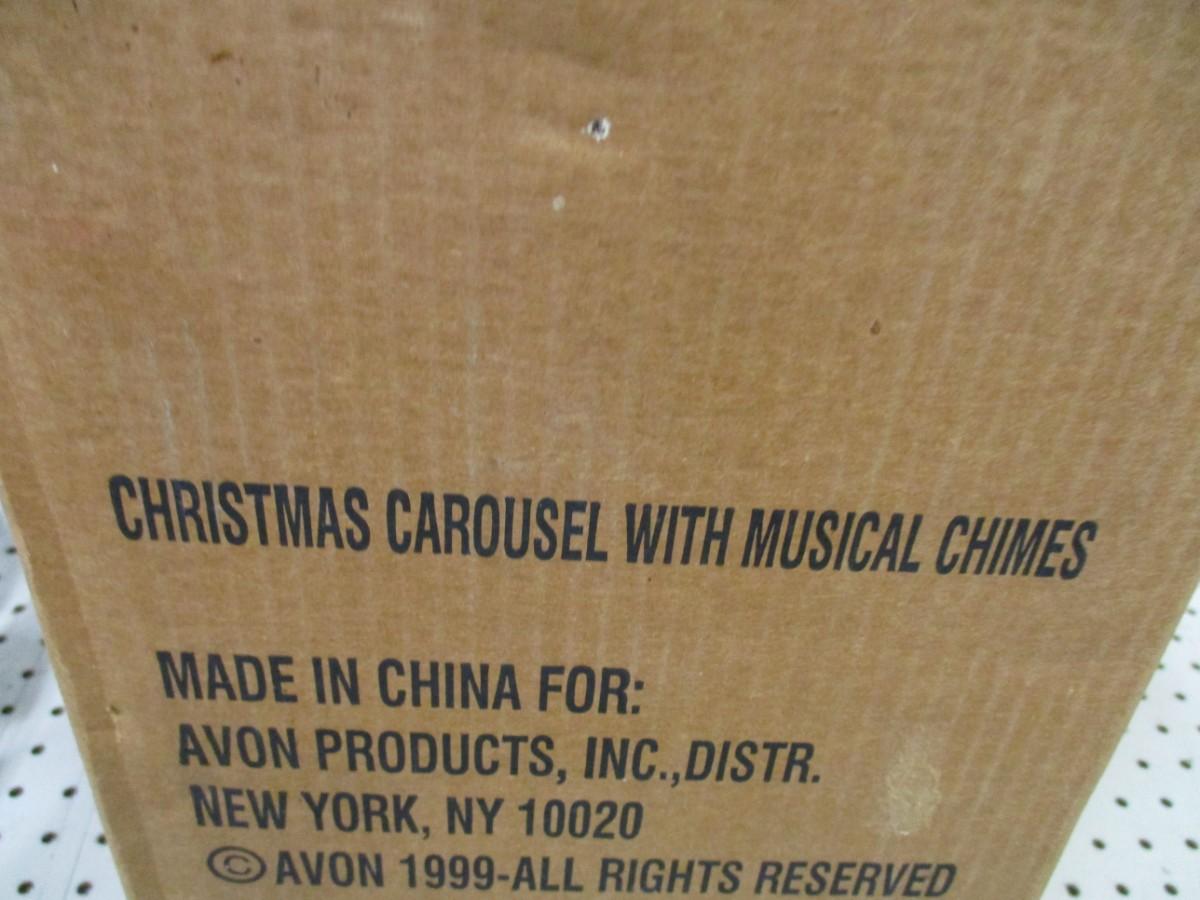 CHRISTMAS CAROUSEL WITH MUSICAL CHIMES
MADE IN CHINA FOR:
AVON PRODUCTS, INC.,DISTR.
NEW YORK, NY 10020
©AVON 1999-ALL RIGHTS RESERVED